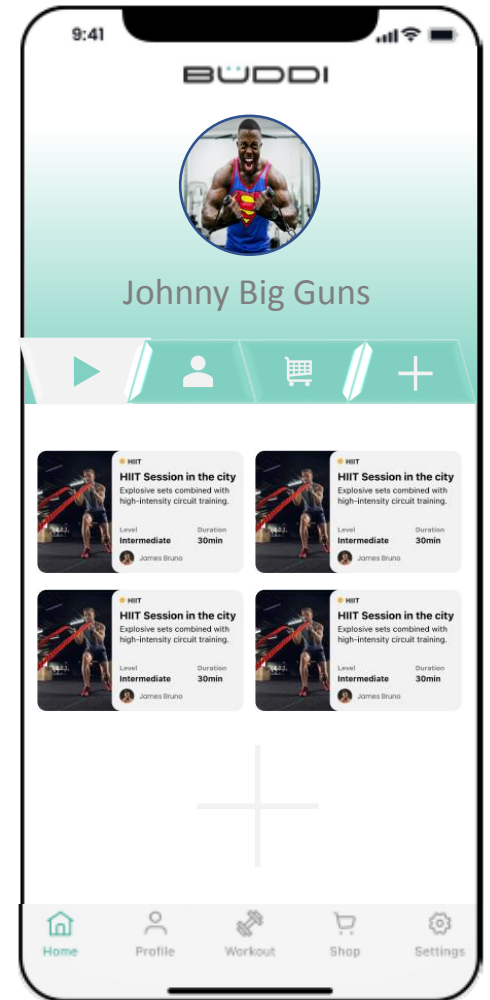 9:41
BÜDDI
Johnny Big Guns
HIIT
HIIT Session in the city
Explosive sets combined with
high-intensity circuit training.
Level Duration
Intermediate 30min
James Bruno
HIIT
HIIT Session in the city
Explosive sets combined with
high-intensity circuit training.
Level Duration
Intermediate 30min
James Bruno
HIIT
HIIT Session in the city
Explosive sets combined with
high-intensity circuit training.
Level Duration
Intermediate 30min
James Bruno
HIIT
HIIT Session in the city
Explosive sets combined with
high-intensity circuit training.
Level Duration
Intermediate 30min
James Bruno
Home Profile Workout Shop Settings